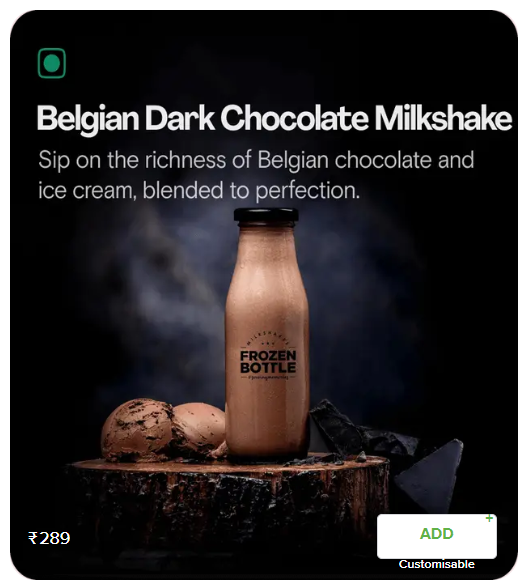 Belgian Dark Chocolate Milkshake
Sip on the richness of Belgian chocolate and
ice cream, blended to perfection.
MILKSHAKES
FROZEN
BOTTLE
₹289
+
ADD
Customisable